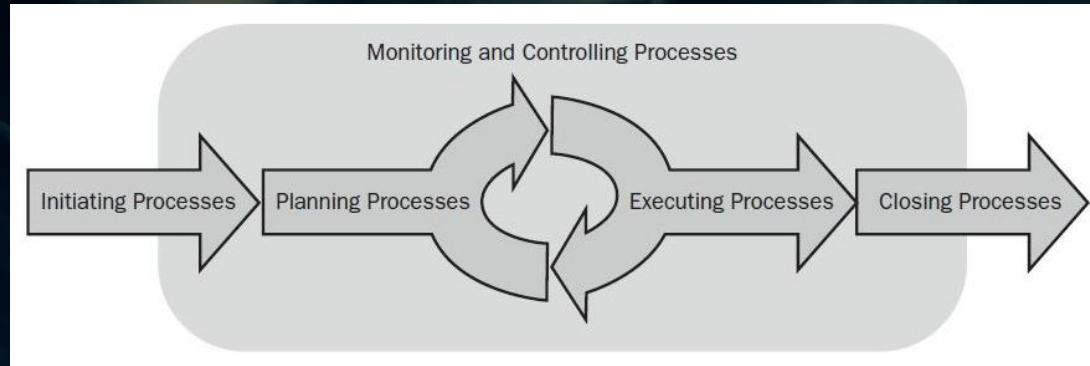 Monitoring and Controlling Processes
Initiating Processes
Planning Processes
Executing Processes
Closing Processes